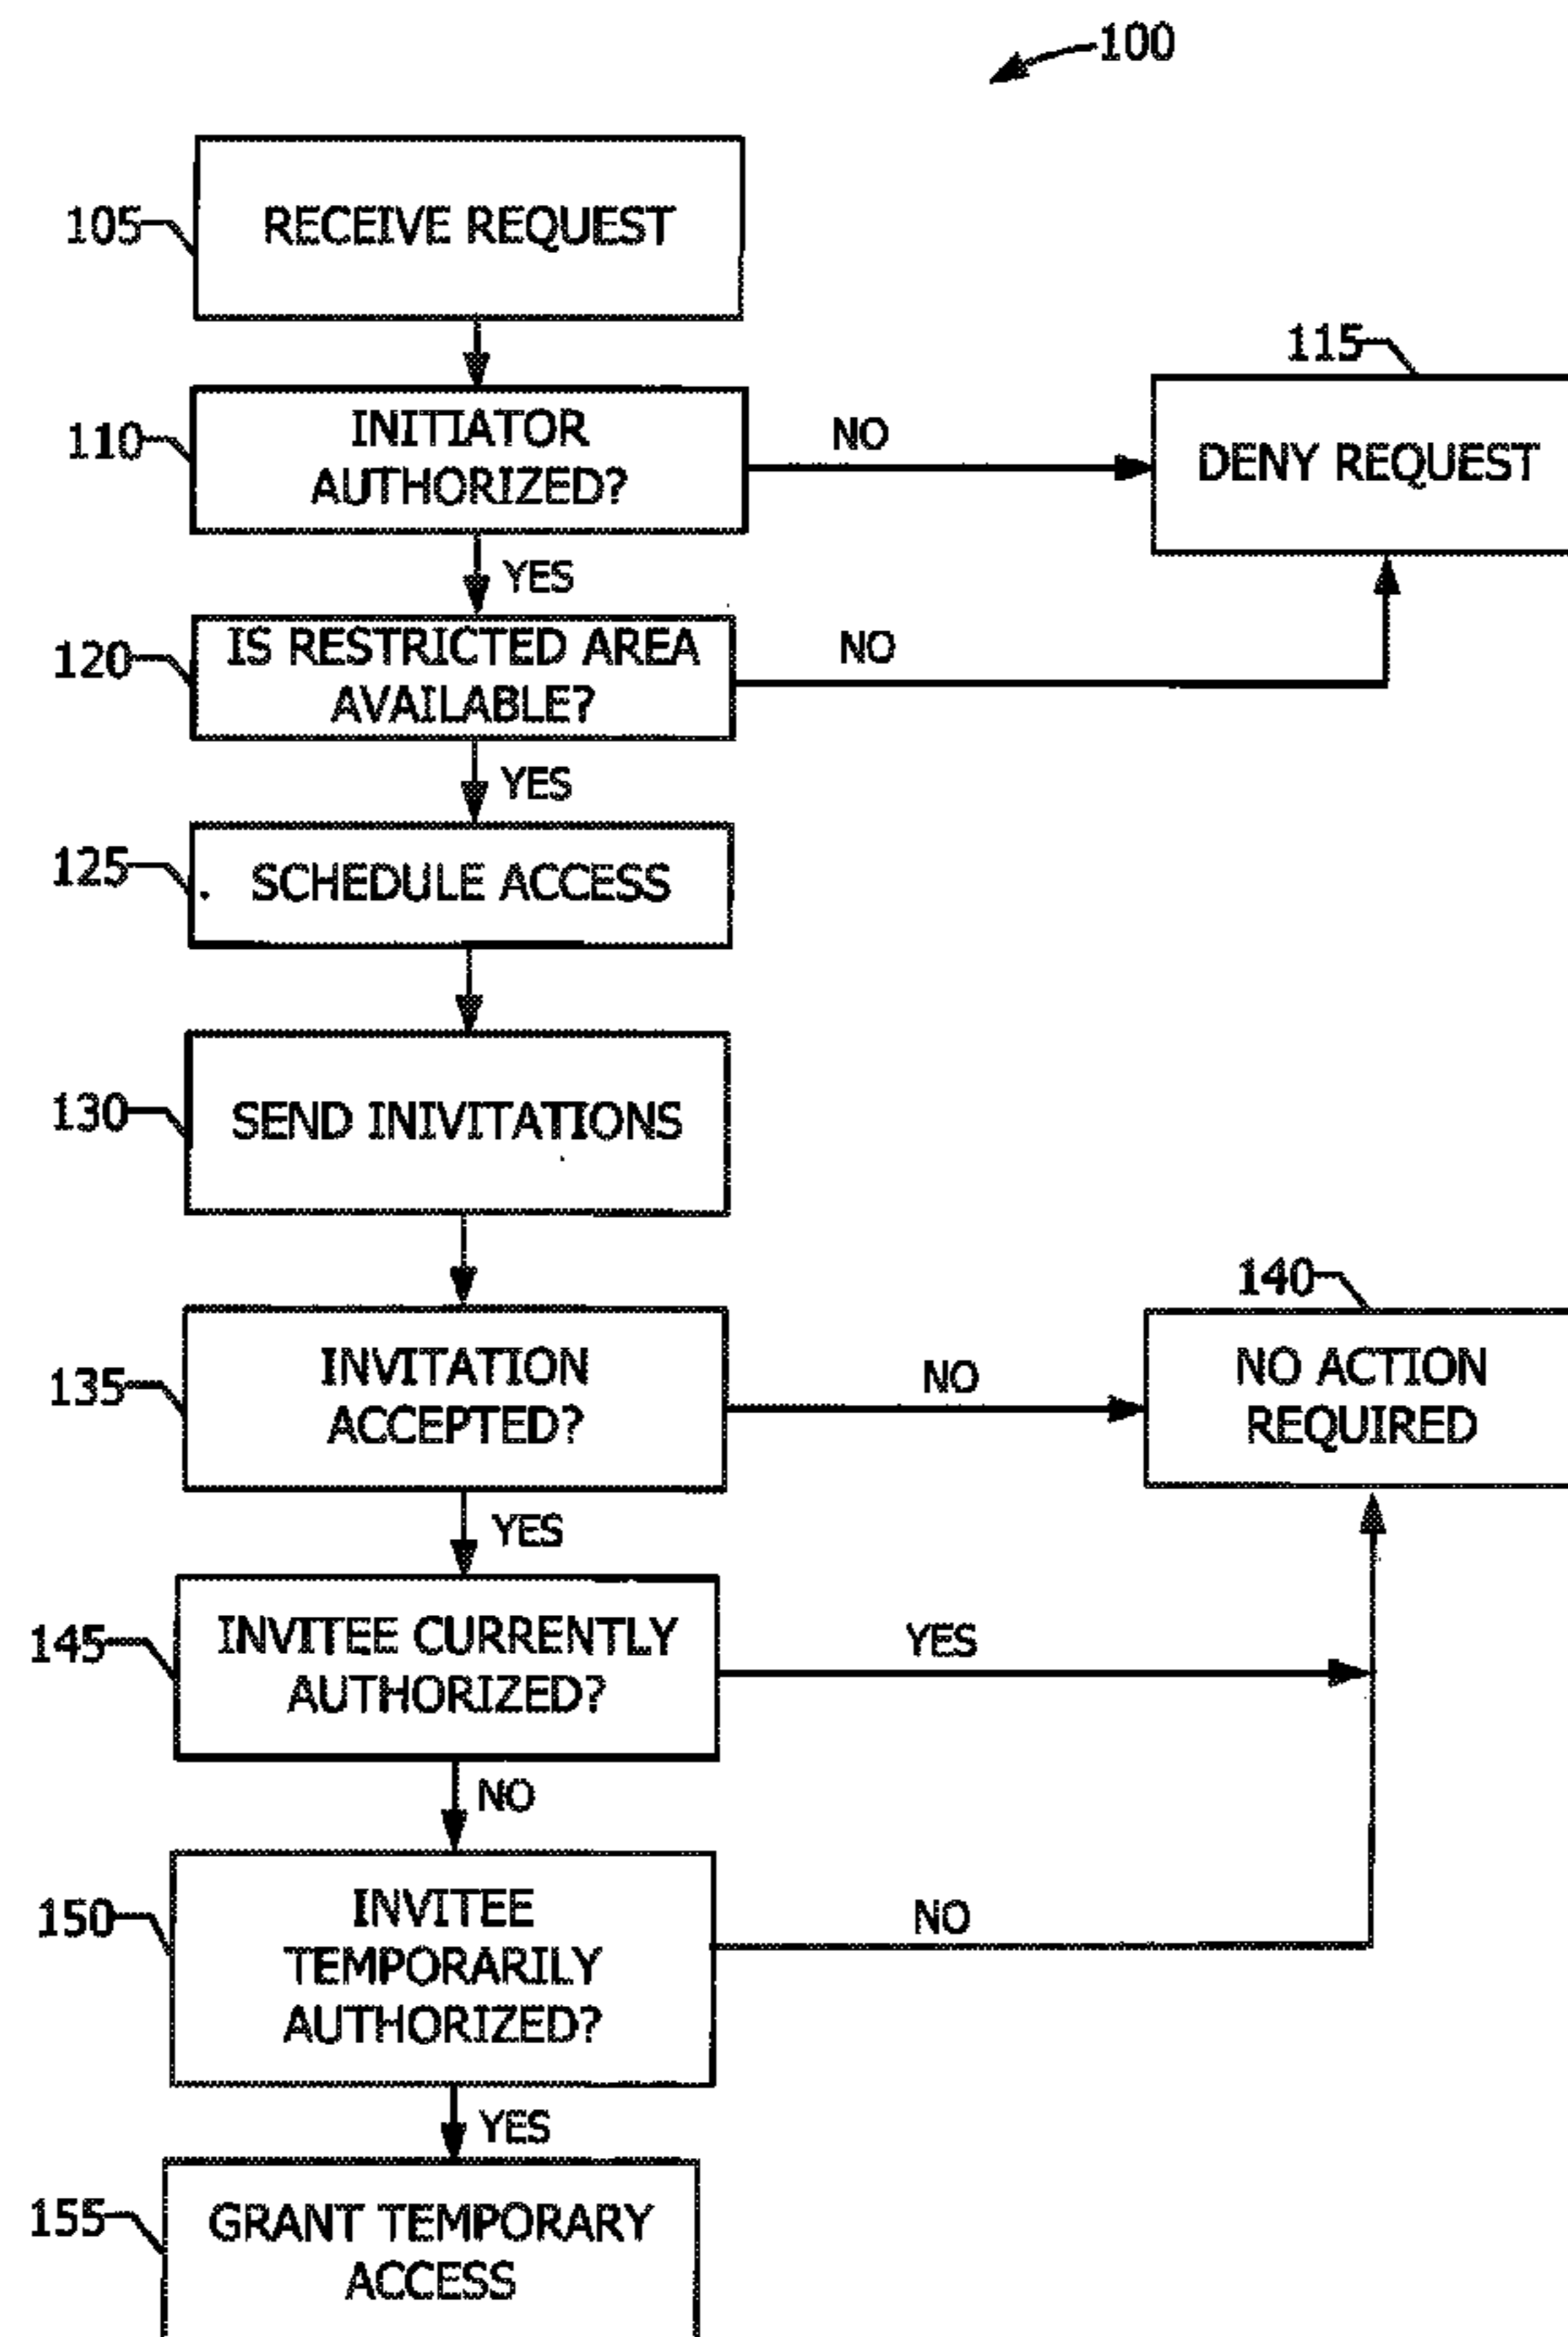 100
105
RECEIVE REQUEST
115
110
INITIATOR
AUTHORIZED?
NO
DENY REQUEST
YES
120
IS RESTRICTED AREA
AVAILABLE?
NO
YES
125
SCHEDULE ACCESS
130
SEND INIVITATIONS
140
135
INVITATION
ACCEPTED?
NO
NO ACTION
REQUIRED
YES
145
INVITEE CURRENTLY
AUTHORIZED?
YES
NO
150
INVITEE
TEMPORARILY
AUTHORIZED?
NO
YES
155
GRANT TEMPORARY
ACCESS